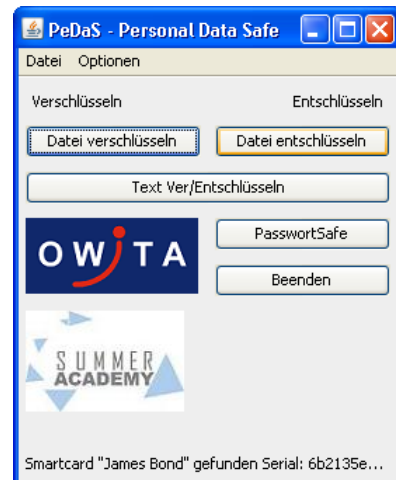 PeDaS - Personal Data Safe
Datei Optionen
Verschlüsseln Entschlüsseln
Datei verschlüsseln Datei entschlüsseln
Text Ver/Entschlüsseln
OWiTA
PasswortSafe
Beenden
SUMMER
ACADEMY
Smartcard "James Bond" gefunden Serial: 6b2135e...